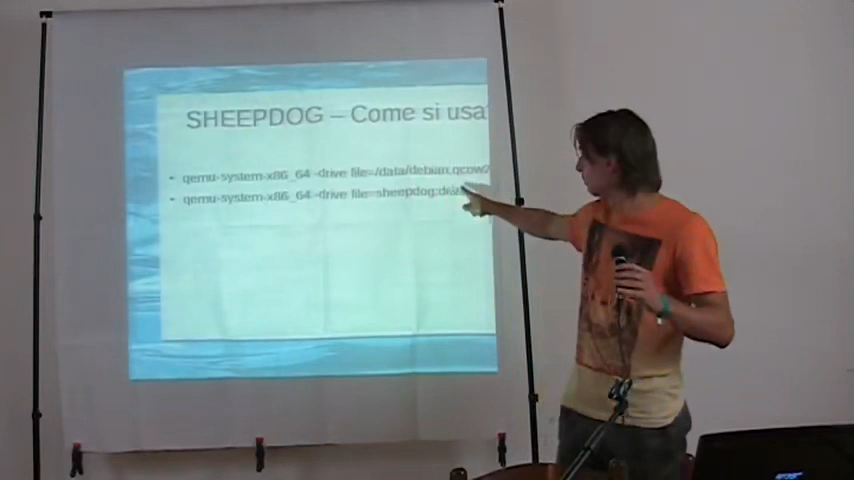 SHEEPDOG – Come si usa
• qemu-system-x86_64 -drive file=/data/debian.qcow2
• qemu-system-x86_64 -drive file=sheepdog: